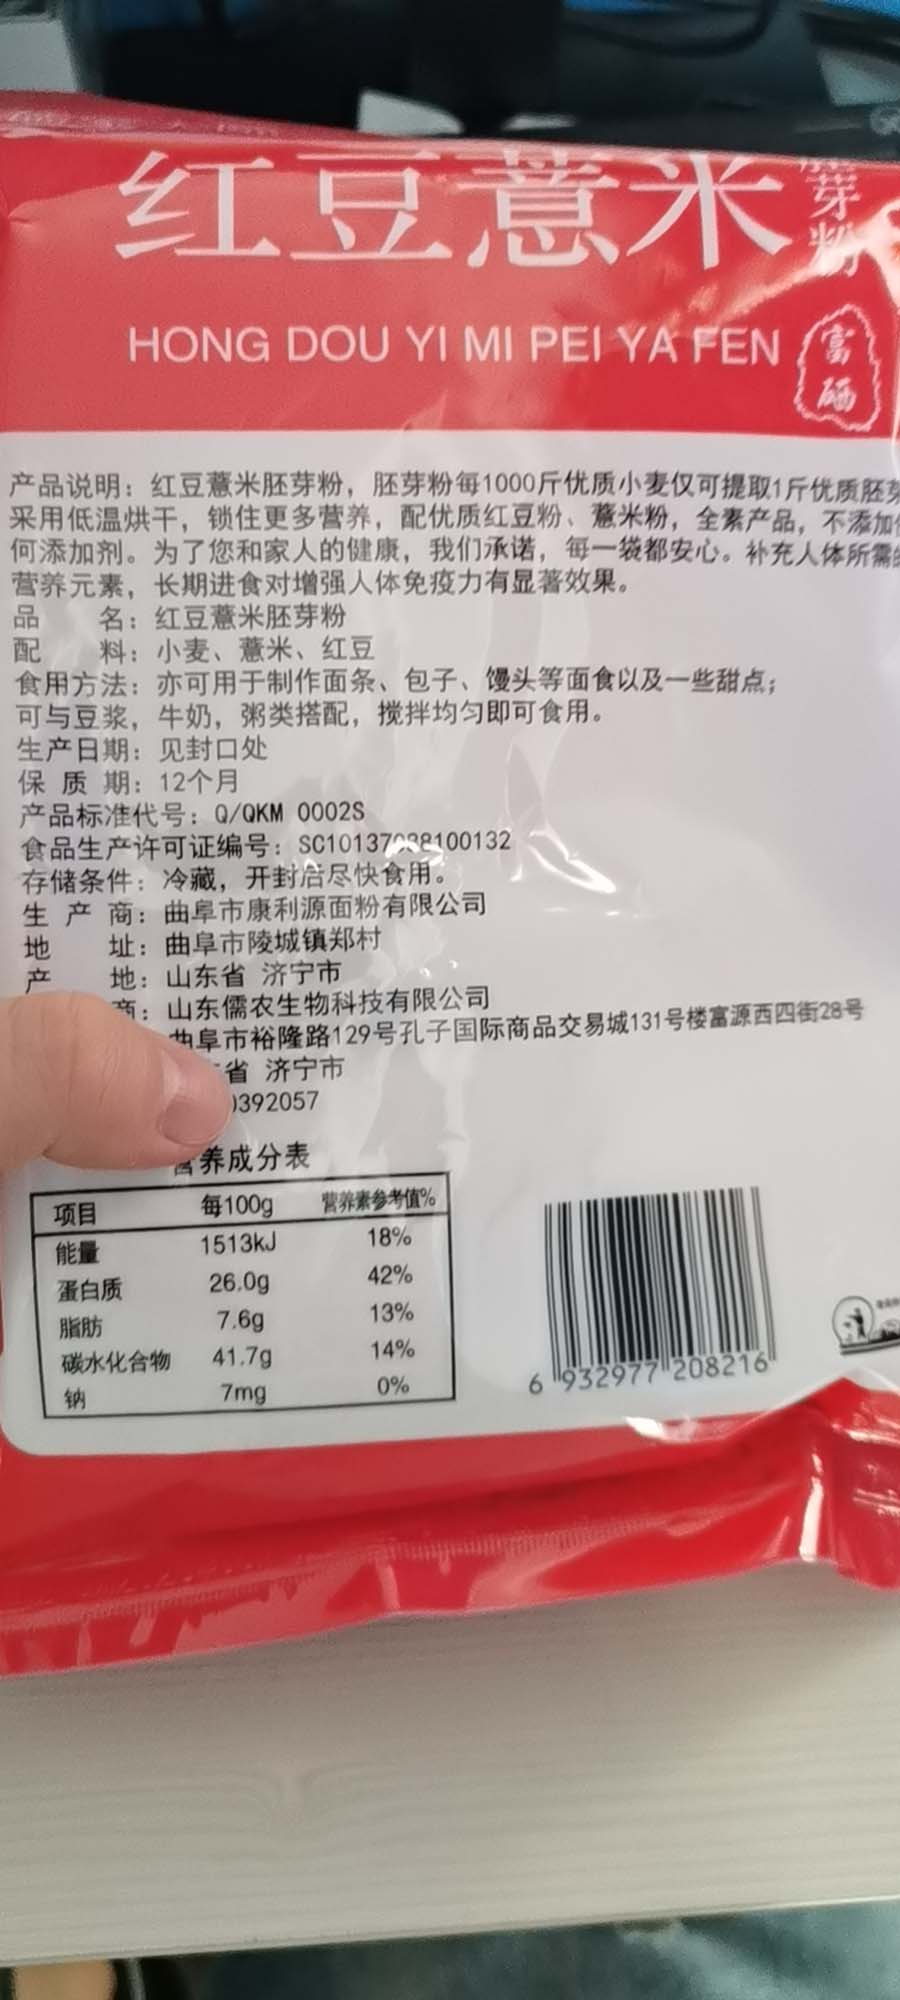 红豆薏米
胚芽粉
HONG DOU YI MI PEI YA FEN
富硒
产品说明：红豆薏米胚芽粉，胚芽粉每1000斤优质小麦仅可提取1斤优质胚芽
采用低温烘干，锁住更多营养，配优质红豆粉、薏米粉，全素产品，不添加
何添加剂。为了您和家人的健康，我们承诺，每一袋都安心。补充人体所需
营养元素，长期进食对增强人体免疫力有显著效果。
品 名：红豆薏米胚芽粉
配 料：小麦、薏米、红豆
食用方法：亦可用于制作面条、包子、馒头等面食以及一些甜点；
可与豆浆，牛奶，粥类搭配，搅拌均匀即可食用。
生产日期：见封口处
保 质 期：12个月
产品标准代号：Q/QKM 0002S
食品生产许可证编号：SC10137088100132
存储条件：冷藏，开封后尽快食用。
生 产 商：曲阜市康利源面粉有限公司
地 址：曲阜市陵城镇郑村
产 地：山东省 济宁市
商：山东儒农生物科技有限公司
曲阜市裕隆路129号孔子国际商品交易城131号楼富源西四街28号
省 济宁市
0392057
营养成分表
项目 每100g 营养素参考值%
能量 1513kJ 18%
蛋白质 26.0g 42%
脂肪 7.6g 13%
碳水化合物 41.7g 14%
钠 7mg 0%
6 932977 208216